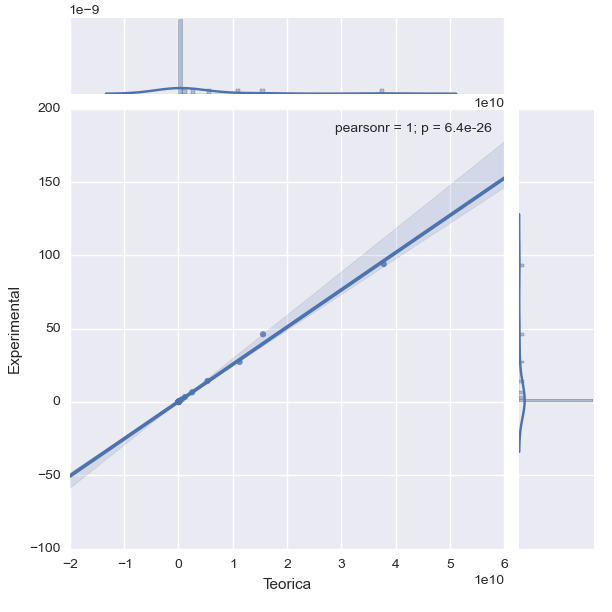 1e−9
1e10
200
pearsonr = 1; p = 6.4e-26
150
100
50
0
−50
−100
Experimental
−2 −1 0 1 2 3 4 5 6
1e10
Teorica